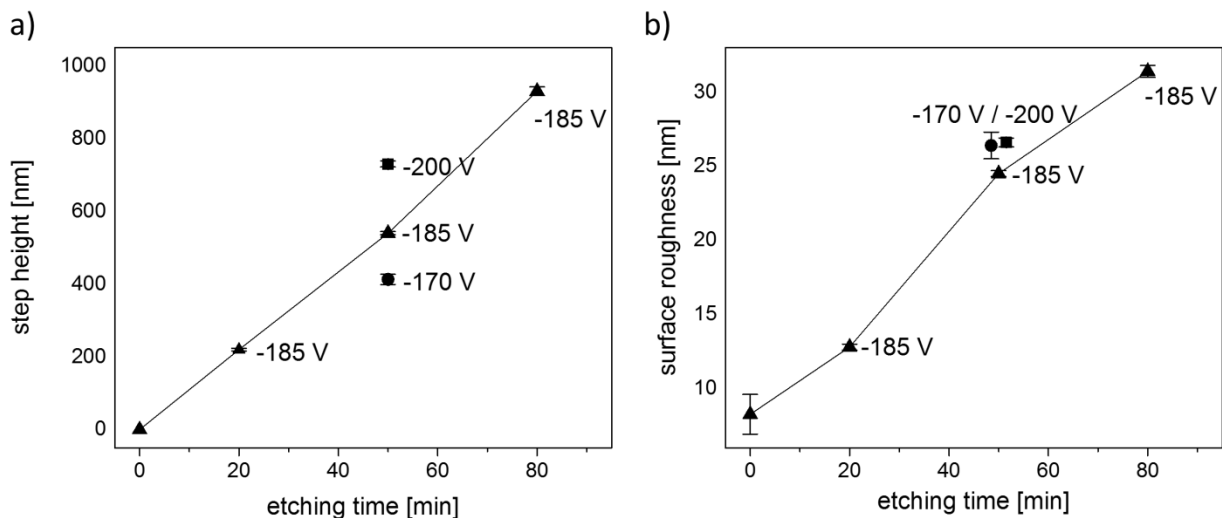 a)
step height [nm]
1000
800
600
400
200
0
-185 V
-200 V
-185 V
-170 V
-185 V
0
20
40
60
80
etching time [min]
b)
surface roughness [nm]
30
25
20
15
10
-170 V / -200 V
-185 V
-185 V
-185 V
0
20
40
60
80
etching time [min]